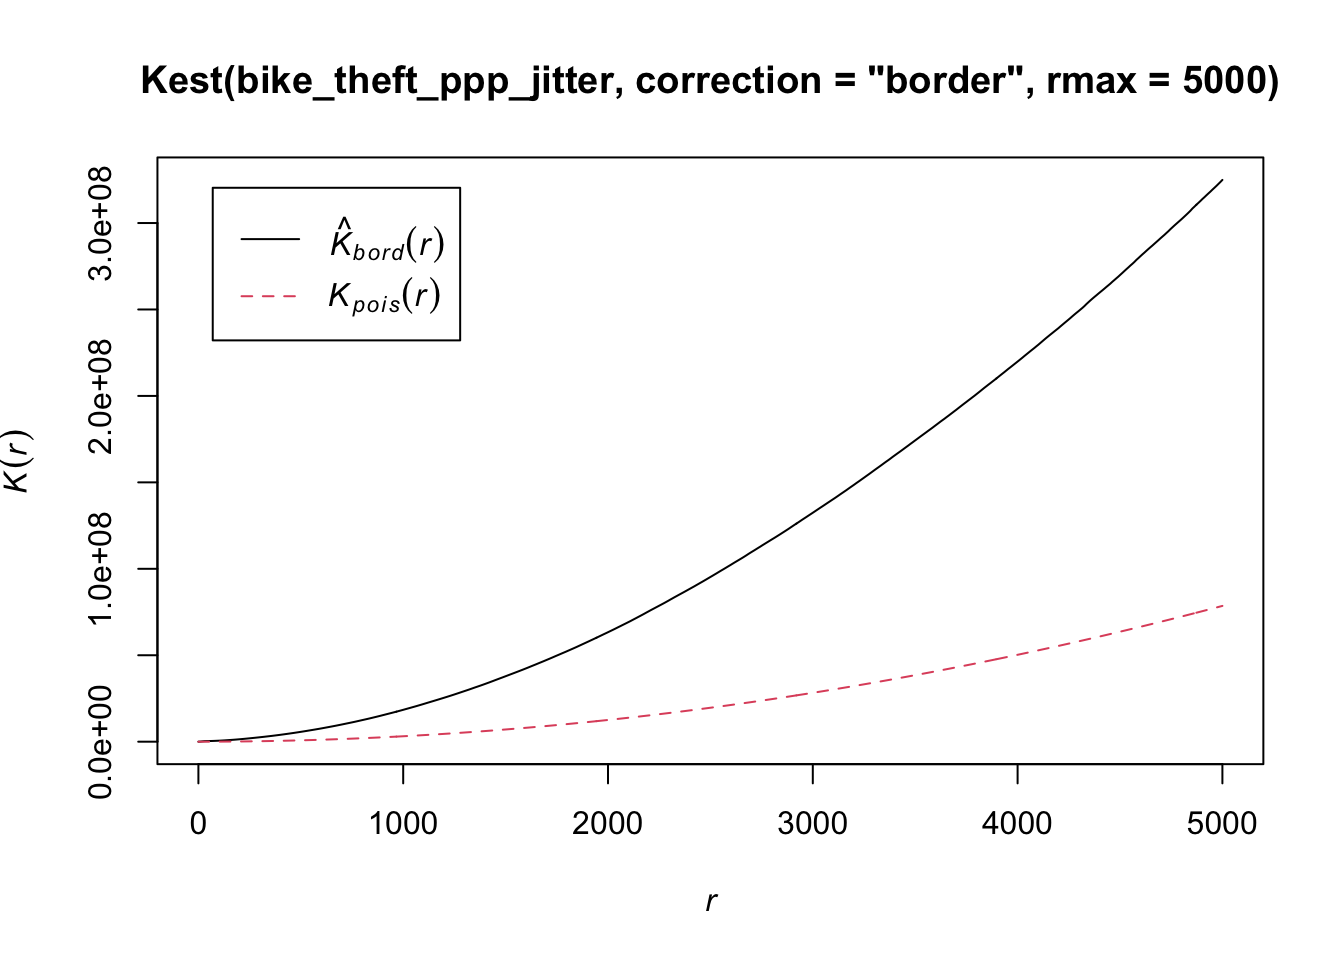 Kest(bike_theft_ppp_jitter, correction = "border", rmax = 5000)
K̂bord(r)
Kpois(r)
K(r)
3.0e+08
2.0e+08
1.0e+08
0.0e+00
0 1000 2000 3000 4000 5000
r